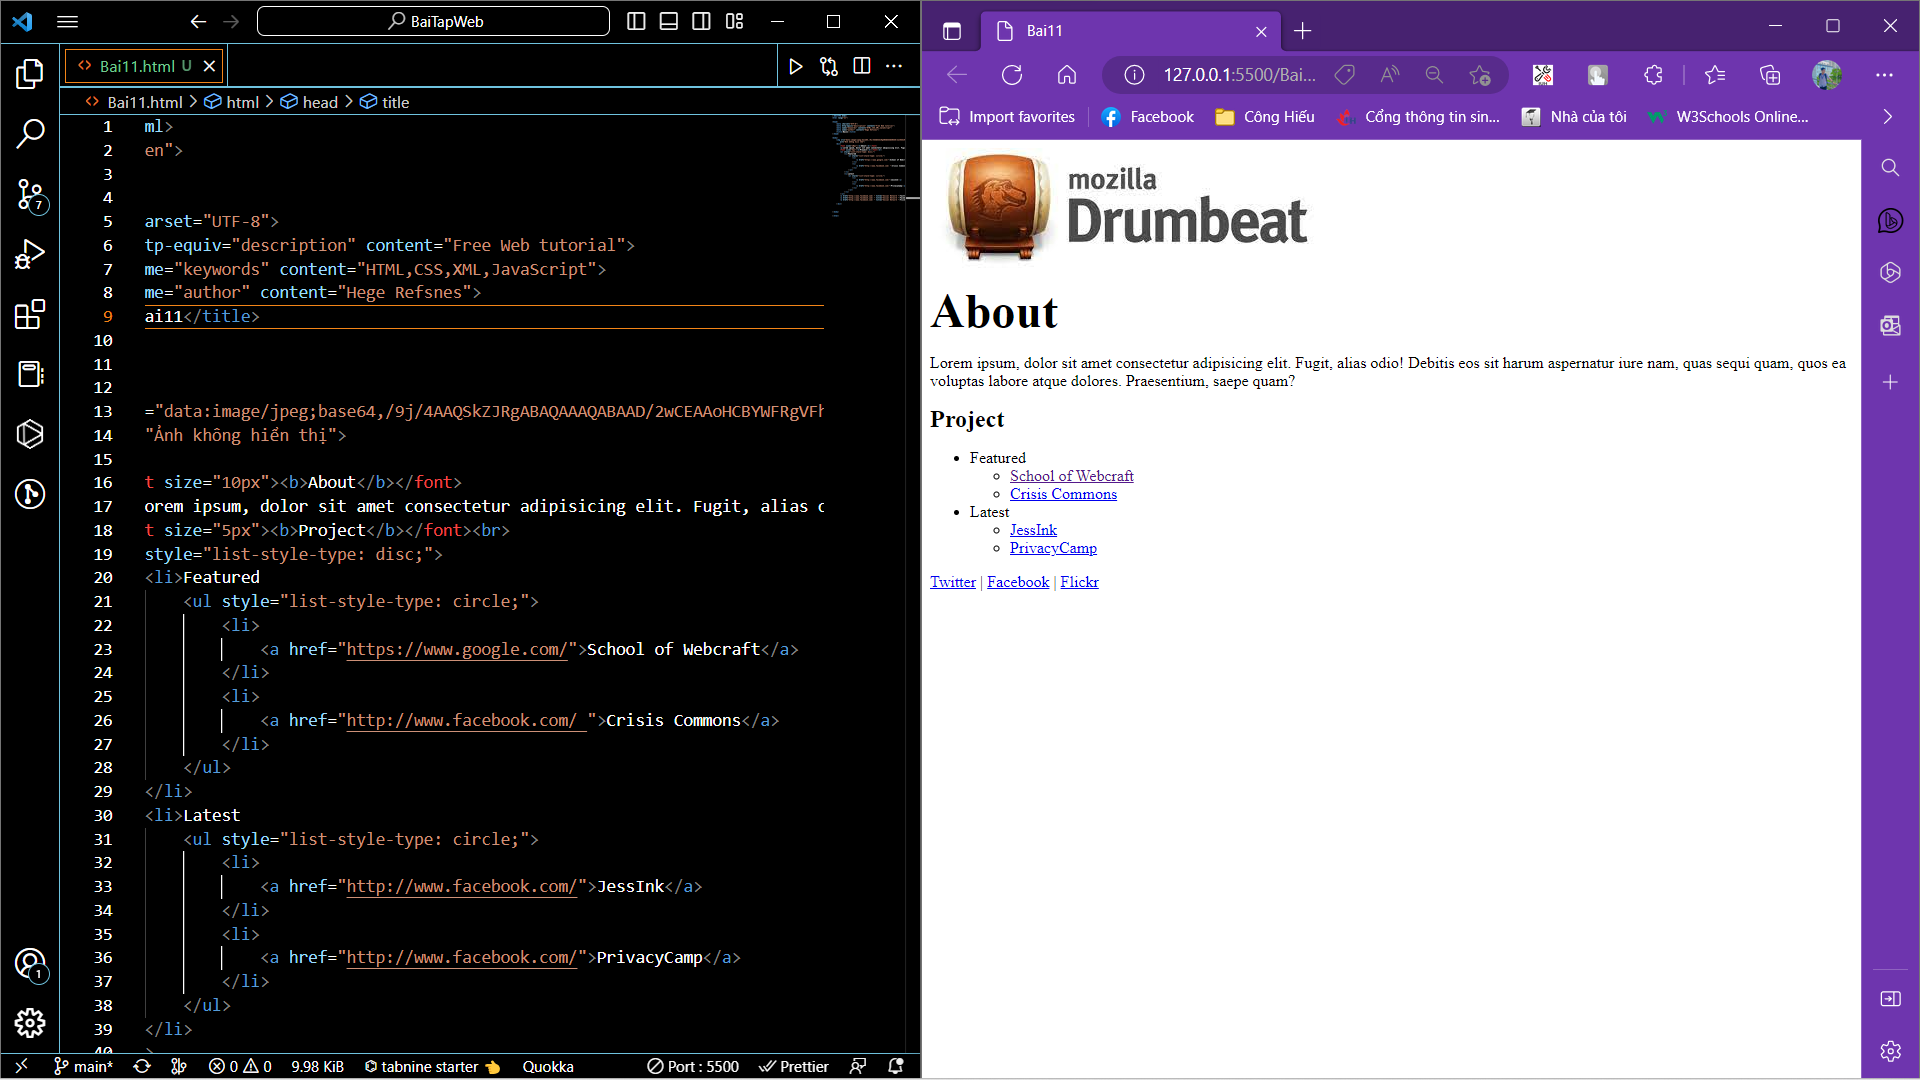 BaiTapWeb
Bai11.html U
Bai11.html > html > head > title
1 ml>
2 en">
3
4
5 arset="UTF-8">
6 tp-equiv="description" content="Free Web tutorial">
7 me="keywords" content="HTML,CSS,XML,JavaScript">
8 me="author" content="Hege Refsnes">
9 ai11</title>
10
11
12
13 ="data:image/jpeg;base64,/9j/4AAQSkZJRgABAQAAAQABAAD/2wCEAAoHCBYWFRgVFh
14 "Ảnh không hiển thị">
15
16 t size="10px"><b>About</b></font>
17 orem ipsum, dolor sit amet consectetur adipisicing elit. Fugit, alias o
18 t size="5px"><b>Project</b></font><br>
19 style="list-style-type: disc;">
20 <li>Featured
21 <ul style="list-style-type: circle;">
22 <li>
23 <a href="https://www.google.com/">School of Webcraft</a>
24 </li>
25 <li>
26 <a href="http://www.facebook.com/ ">Crisis Commons</a>
27 </li>
28 </ul>
29 </li>
30 <li>Latest
31 <ul style="list-style-type: circle;">
32 <li>
33 <a href="http://www.facebook.com/">JessInk</a>
34 </li>
35 <li>
36 <a href="http://www.facebook.com/">PrivacyCamp</a>
37 </li>
38 </ul>
39 </li>
40 >
7
1
main* 0 0 9.98 KiB tabnine starter Quokka Port : 5500 Prettier
Bai11
127.0.0.1:5500/Bai...
Import favorites Facebook Công Hiếu Cổng thông tin sin... Nhà của tôi W3Schools Online...
mozilla
Drumbeat
About
Lorem ipsum, dolor sit amet consectetur adipisicing elit. Fugit, alias odio! Debitis eos sit harum aspernatur iure nam, quas sequi quam, quos ea
voluptas labore atque dolores. Praesentium, saepe quam?
Project
Featured
School of Webcraft
Crisis Commons
Latest
JessInk
PrivacyCamp
Twitter | Facebook | Flickr